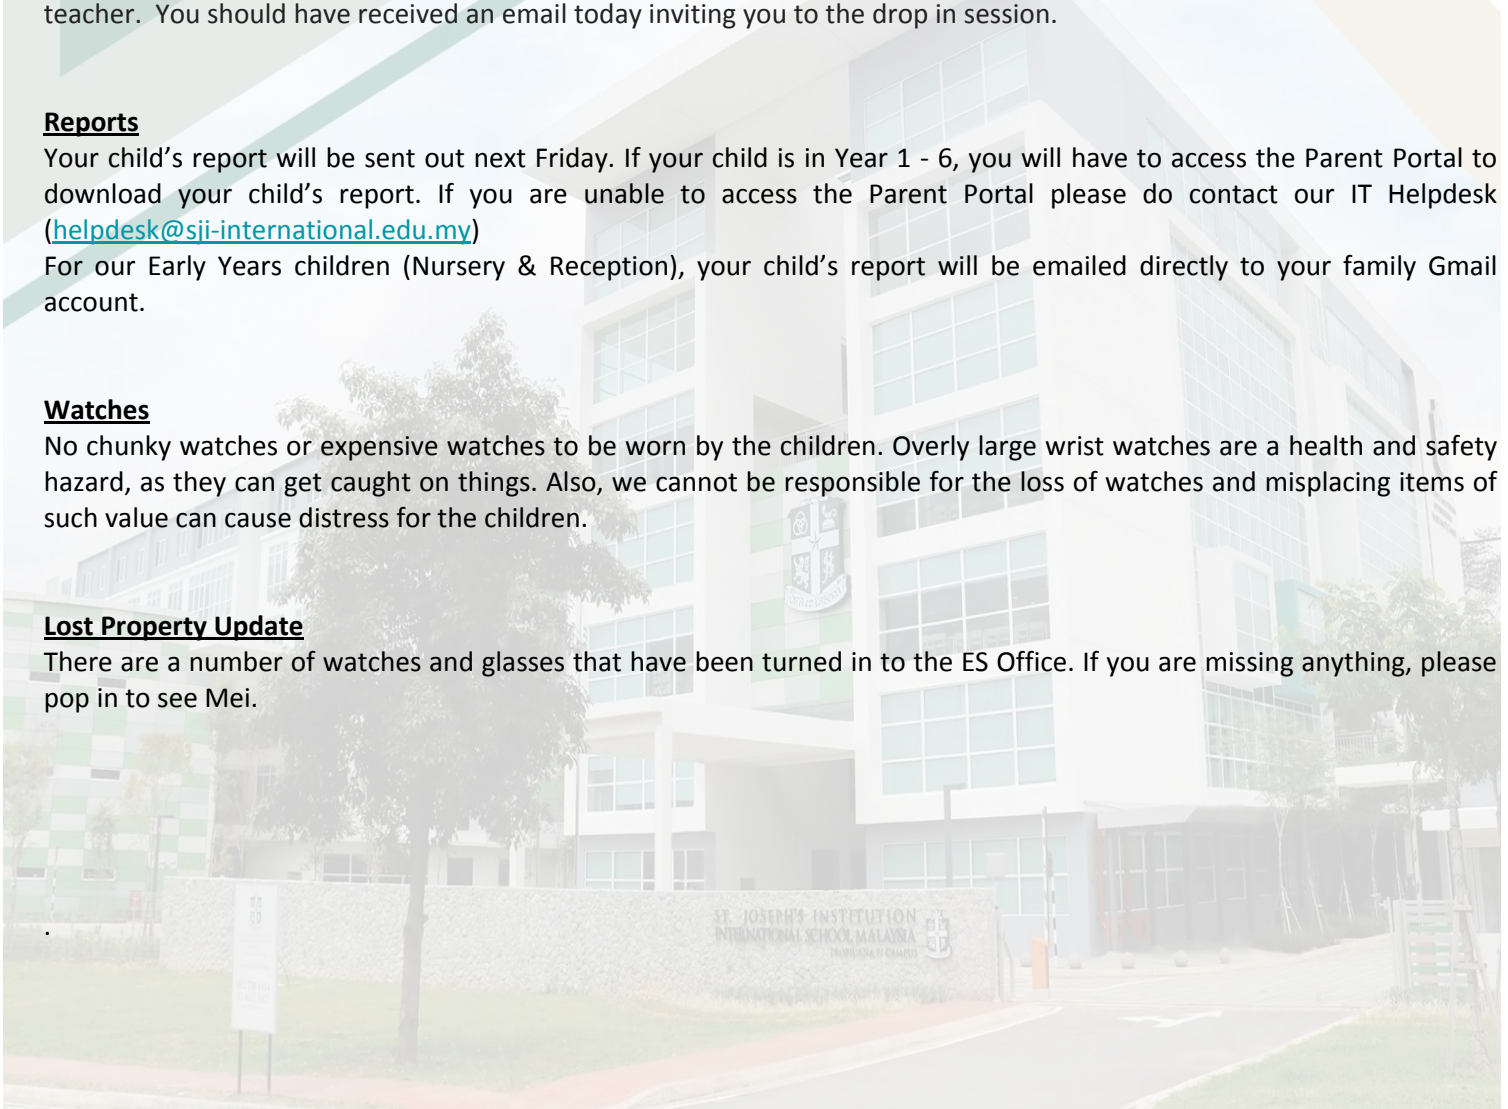 teacher.  You should have received an email today inviting you to the drop in session.
Reports
Your child’s report will be sent out next Friday. If your child is in Year 1 - 6, you will have to access the Parent Portal to
download your child’s report. If you are unable to access the Parent Portal please do contact our IT Helpdesk
(helpdesk@sji-international.edu.my)
For our Early Years children (Nursery & Reception), your child’s report will be emailed directly to your family Gmail
account.
Watches
No chunky watches or expensive watches to be worn by the children. Overly large wrist watches are a health and safety
hazard, as they can get caught on things. Also, we cannot be responsible for the loss of watches and misplacing items of
such value can cause distress for the children.
Lost Property Update
There are a number of watches and glasses that have been turned in to the ES Office. If you are missing anything, please
pop in to see Mei.
.
ST. JOSEPH'S INSTITUTION
INTERNATIONAL SCHOOL MALAYSIA
TROPICANA PJ CAMPUS